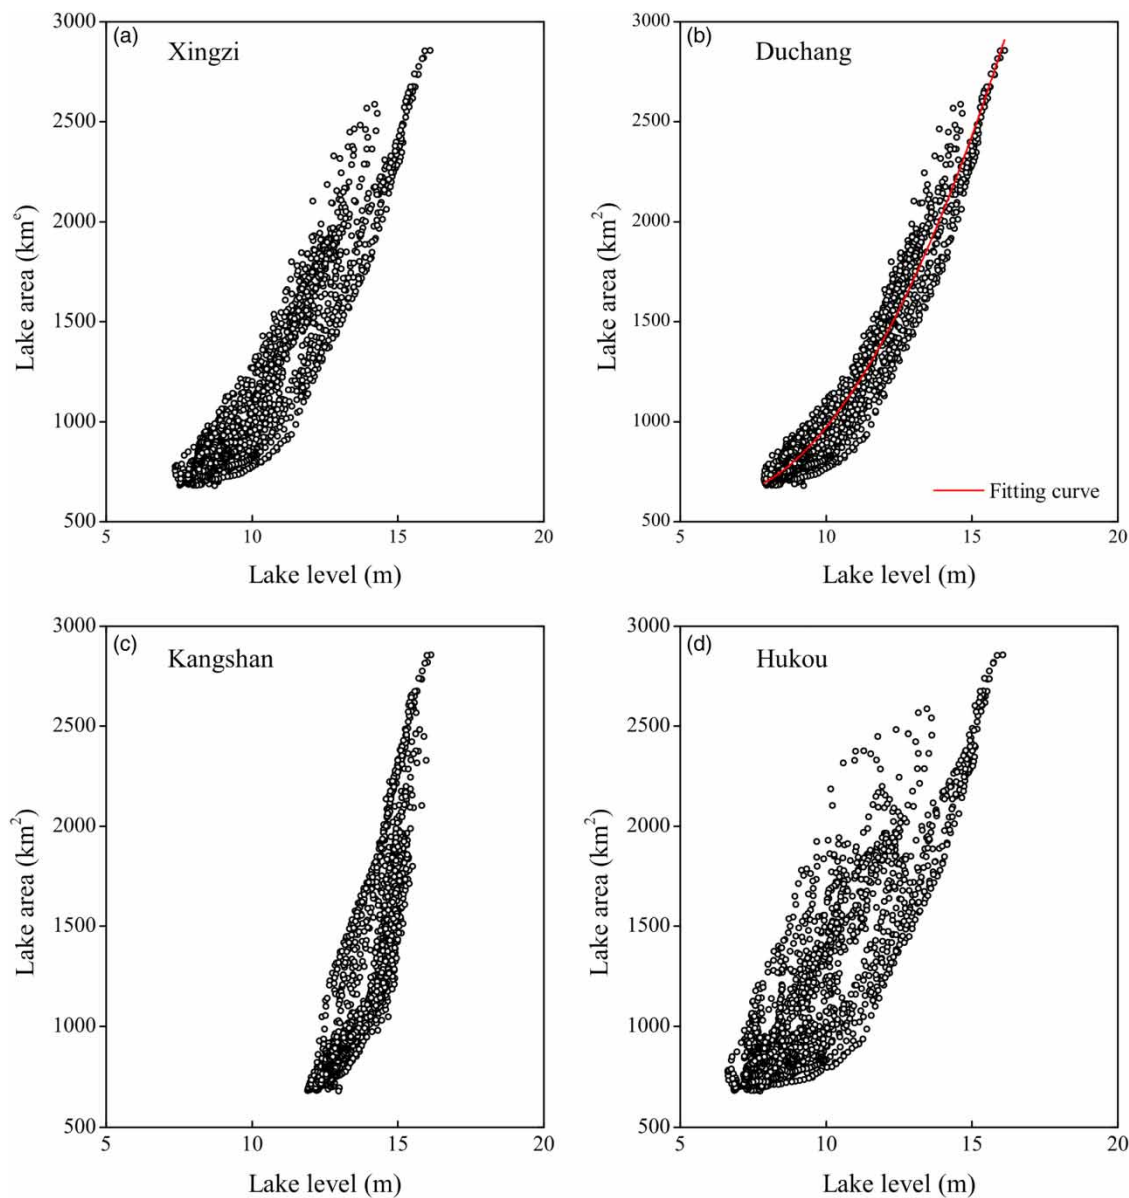 (a) Xingzi
3000
2500
2000
1500
1000
500
5 10 15 20
Lake area (kmᵉ)
Lake level (m)
(b) Duchang
3000
2500
2000
1500
1000
500
5 10 15 20
Lake area (km²)
Lake level (m)
Fitting curve
(c) Kangshan
3000
2500
2000
1500
1000
500
5 10 15 20
Lake area (km²)
Lake level (m)
(d) Hukou
3000
2500
2000
1500
1000
500
5 10 15 20
Lake area (km²)
Lake level (m)